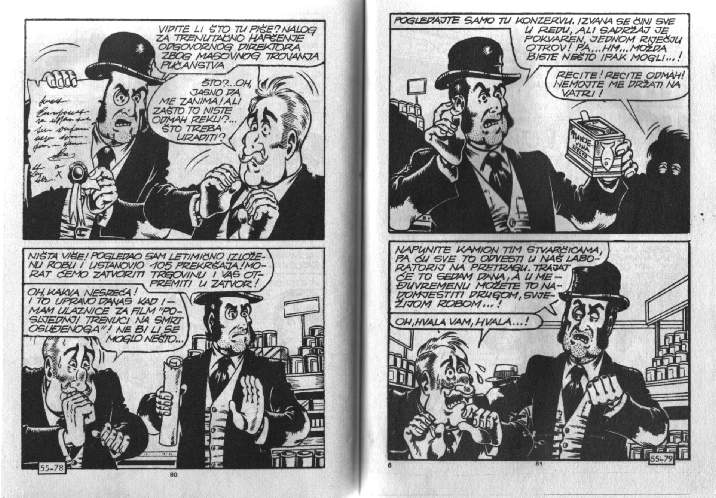 VIDITE LI ŠTO TU PIŠE? NALOG
ZA TRENUTAČNO HAPŠENJE
ODGOVORNOG DIREKTORA
ZBOG MASOVNOG TROVANJA
PUČANSTVA
ŠTO?..OH,
JASNO DA
ME ZANIMA! ALI
ZAŠTO TO NISTE
ODMAH REKLI?...
ŠTO TREBA
URADITI?
NIŠTA VIŠE! POGLEDAO SAM LETIMIČNO IZLOŽE-
NU ROBU I USTANOVIO 105 PREKRŠAJA! MO-
RAT ĆEMO ZATVORITI TRGOVINU I VAS OT-
PREMITI U ZATVOR!
OH, KAKVA NESREĆA!
I TO UPRAVO DANAS KAD I-
MAM ULAZNICE ZA FILM "PO-
SLJEDNJI TRENUCI NA SMRT
OSUĐENOGA"! NE BI LI SE
MOGLO NEŠTO...
55-78
80
POGLEDAJTE SAMO TU KONZERVU. IZVANA SE ČINI SVE
U REDU, ALI SADRŽAJ JE
POKVAREN, JEDNOM RIJEČJU
OTROV! PA...HM...MOŽDA
BISTE NEŠTO IPAK MOGLI...!
RECITE! RECITE ODMAH!
NEMOJTE ME DRŽATI NA
VATRI!
NAPUNITE KAMION TIM STVARČICAMA,
PA ĆU SVE TO ODVESTI U NAŠ LABO-
RATORIJ NA PRETRAGU. TRAJAT
ĆE TO SEDAM DANA, A U ME-
ĐUVREMENU MOŽETE TO NA-
DOMJESTITI DRUGOM, SVJE-
ŽIJOM ROBOM...!
OH, HVALA VAM, HVALA...!
6
81
55-79